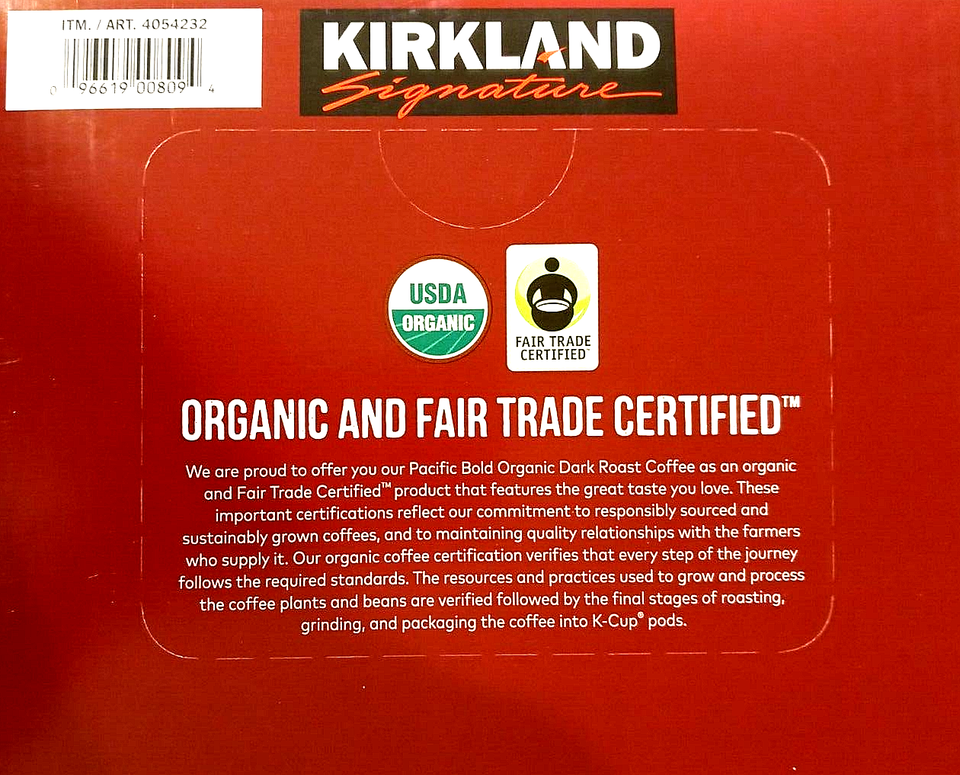 ITM. / ART. 4054232
0 96619 00809 4
KIRKLAND
Signature
USDA
ORGANIC
FAIR TRADE
CERTIFIED™
ORGANIC AND FAIR TRADE CERTIFIED™
We are proud to offer you our Pacific Bold Organic Dark Roast Coffee as an organic
and Fair Trade Certified™ product that features the great taste you love. These
important certifications reflect our commitment to responsibly sourced and
sustainably grown coffees, and to maintaining quality relationships with the farmers
who supply it. Our organic coffee certification verifies that every step of the journey
follows the required standards. The resources and practices used to grow and process
the coffee plants and beans are verified followed by the final stages of roasting,
grinding, and packaging the coffee into K-Cup® pods.